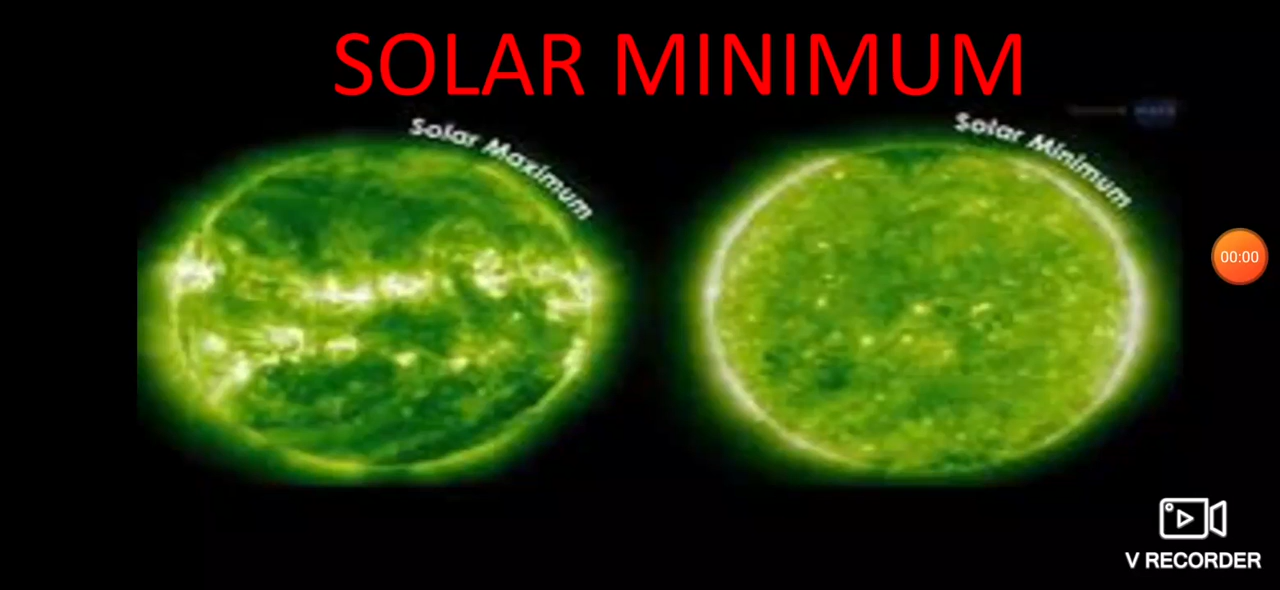 SOLAR MINIMUM
Solar Maximum
Solar Minimum
00:00
V RECORDER